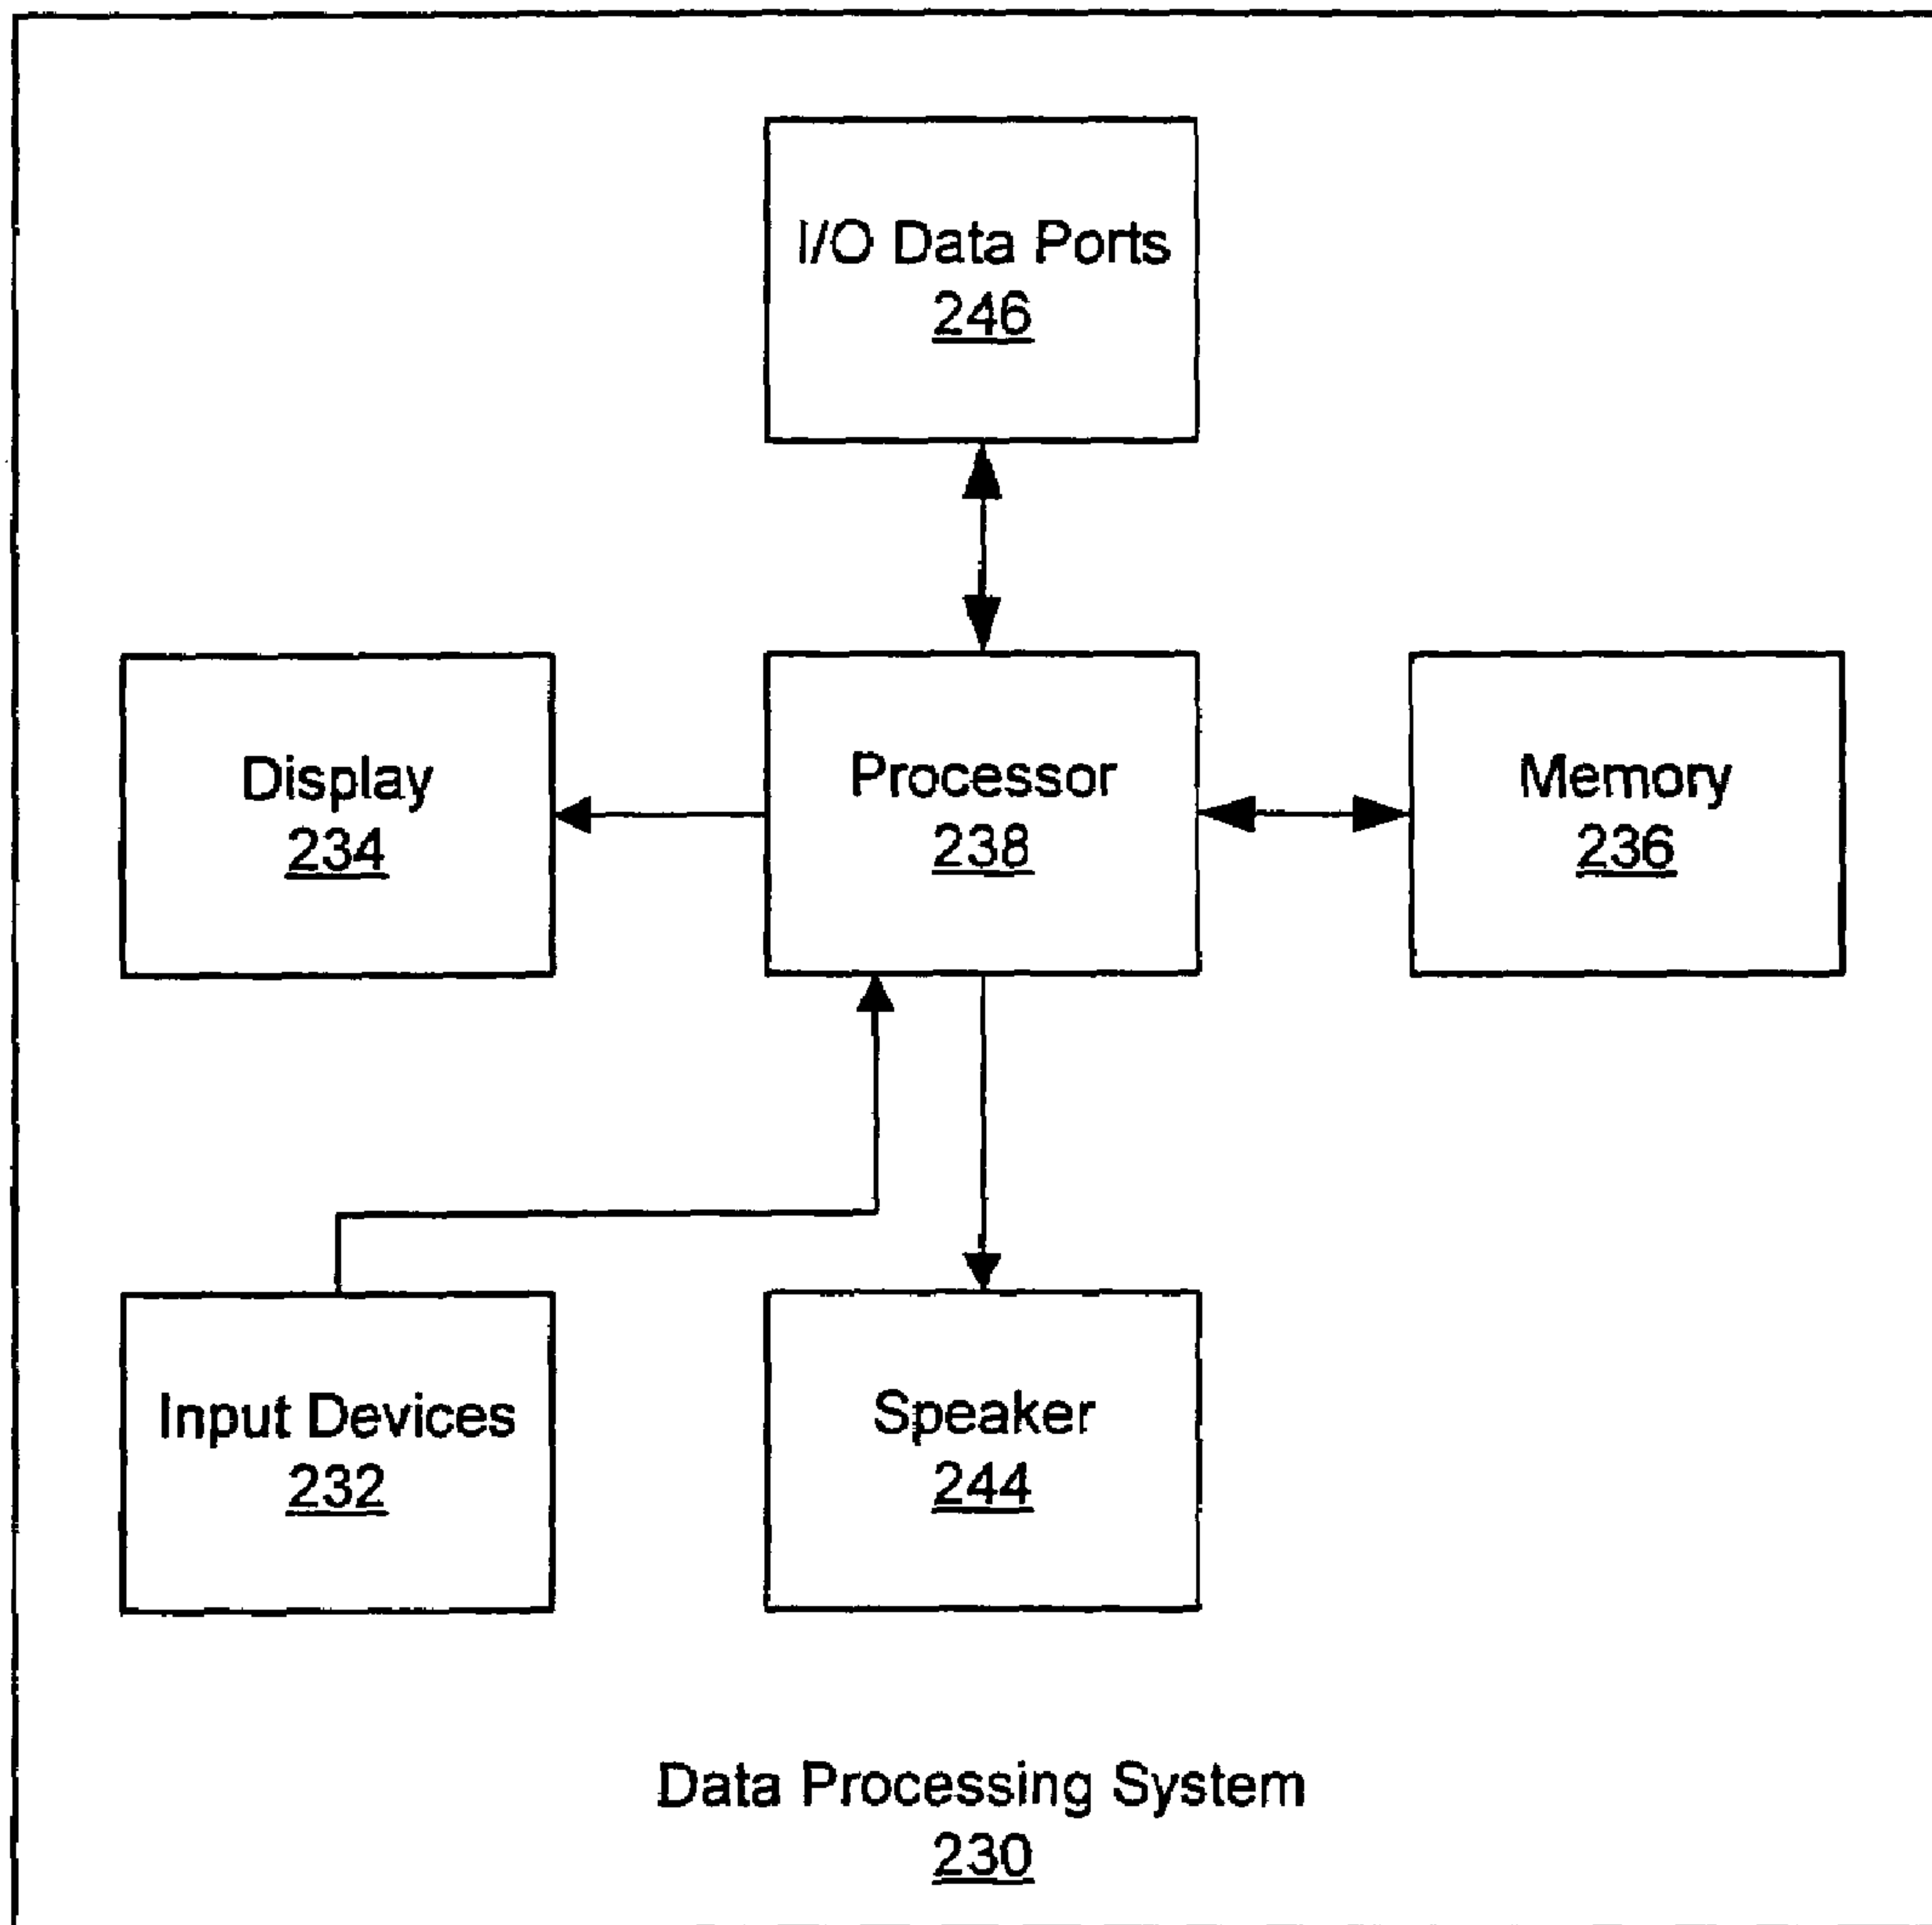 I/O Data Ports
246
Display
234
Processor
238
Memory
236
Input Devices
232
Speaker
244
Data Processing System
230